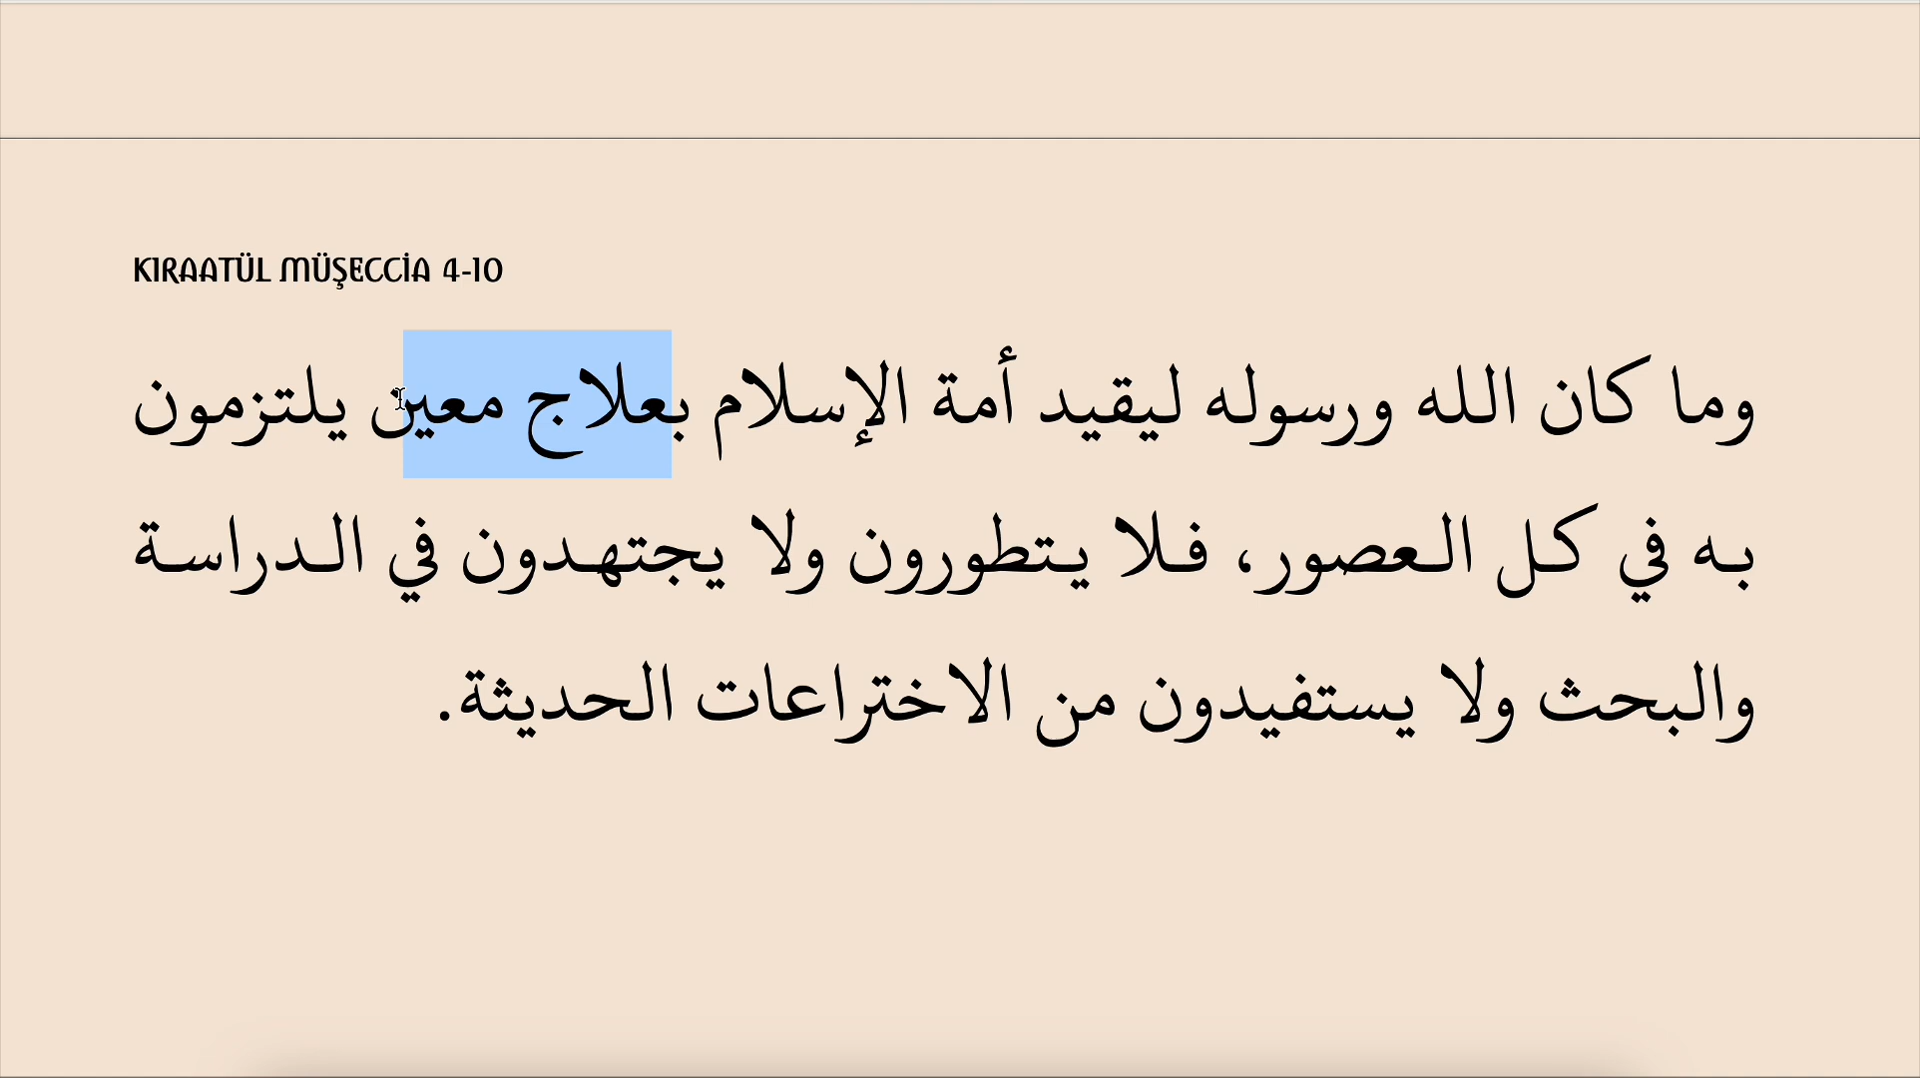 KIRAATÜL MÜŞECCİA 4-10
وما كان الله ورسوله ليقيد أمة الإسلام بعلاج معين يلتزمون
به في كل العصور، فلا يتطورون ولا يجتهدون في الدراسة
والبحث ولا يستفيدون من الاختراعات الحديثة.